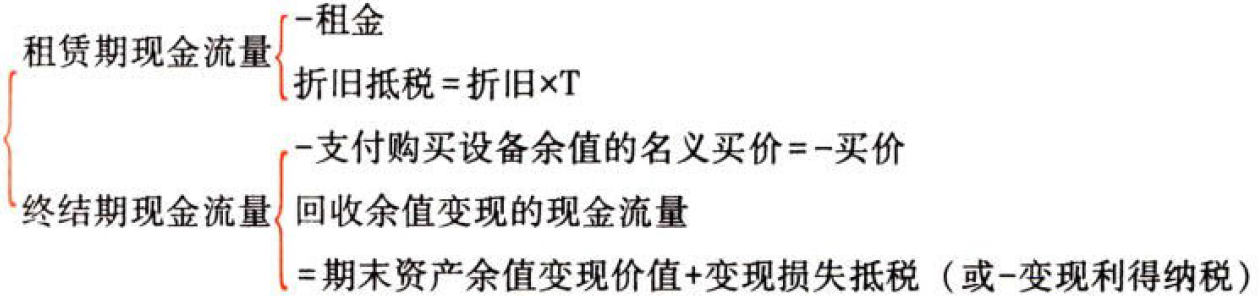 租赁期现金流量
-租金
折旧抵税=折旧×T
终结期现金流量
-支付购买设备余值的名义买价=-买价
回收余值变现的现金流量
=期末资产余值变现价值+变现损失抵税（或-变现利得纳税）